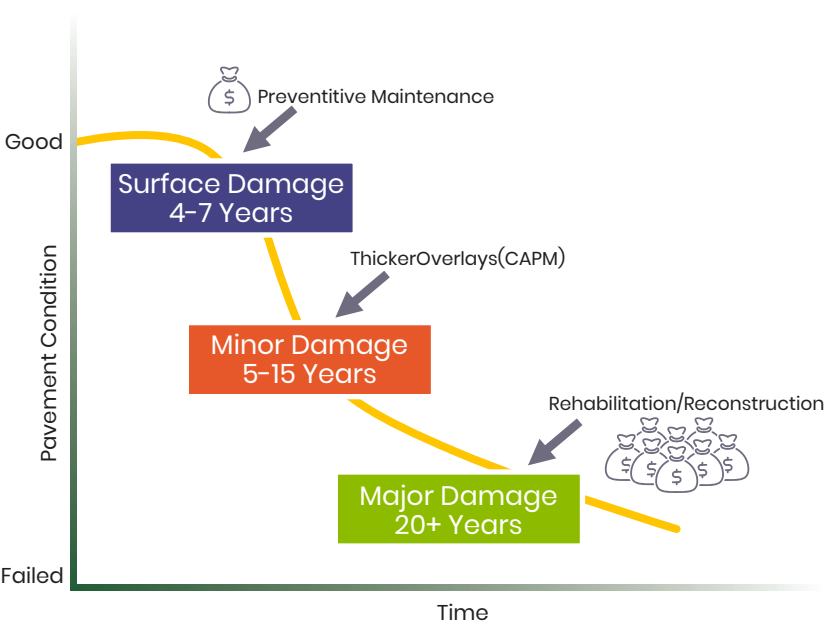 $
Preventitive Maintenance
Good
Surface Damage
4-7 Years
ThickerOverlays(CAPM)
Pavement Condition
Minor Damage
5-15 Years
Rehabilitation/Reconstruction
$ $ $ $ $
Major Damage
20+ Years
Failed
Time